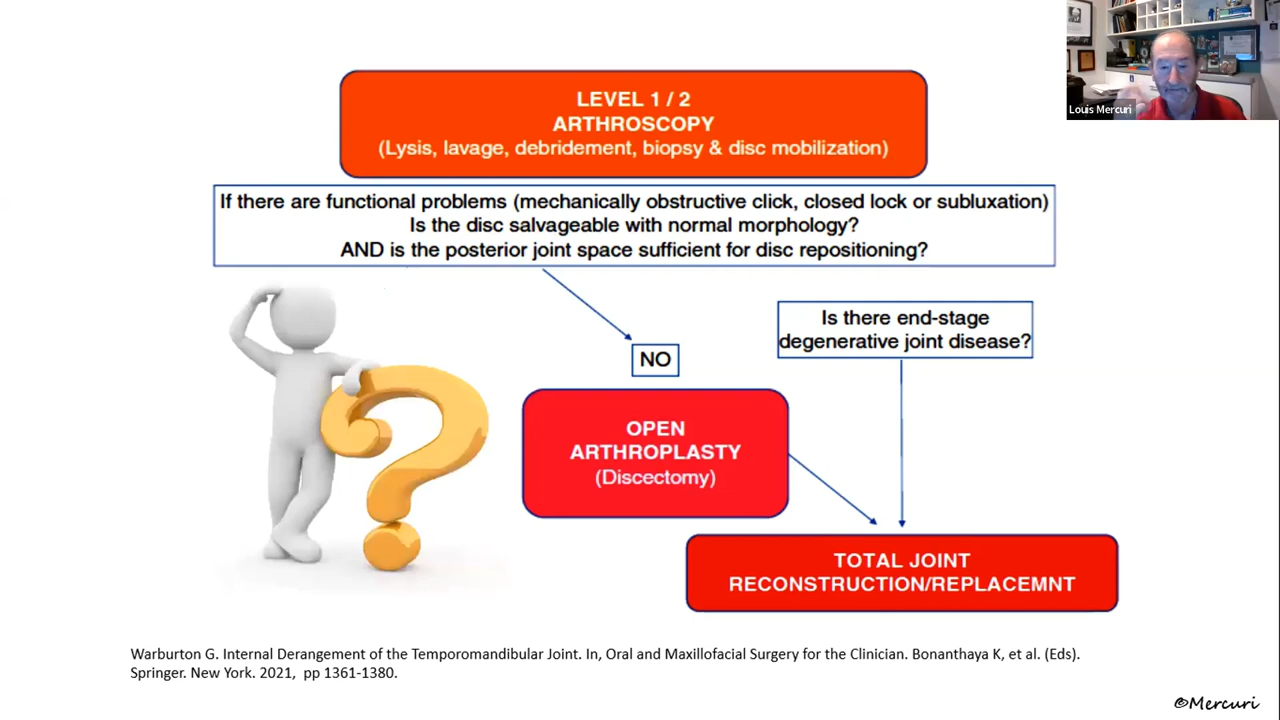 Louis Mercuri
LEVEL 1 / 2
ARTHROSCOPY
(Lysis, lavage, debridement, biopsy & disc mobilization)
If there are functional problems (mechanically obstructive click, closed lock or subluxation)
Is the disc salvageable with normal morphology?
AND is the posterior joint space sufficient for disc repositioning?
Is there end-stage
degenerative joint disease?
NO
OPEN
ARTHROPLASTY
(Discectomy)
TOTAL JOINT
RECONSTRUCTION/REPLACEMNT
Warburton G. Internal Derangement of the Temporomandibular Joint. In, Oral and Maxillofacial Surgery for the Clinician. Bonanthaya K, et al. (Eds).
Springer. New York. 2021, pp 1361-1380.
©Mercuri